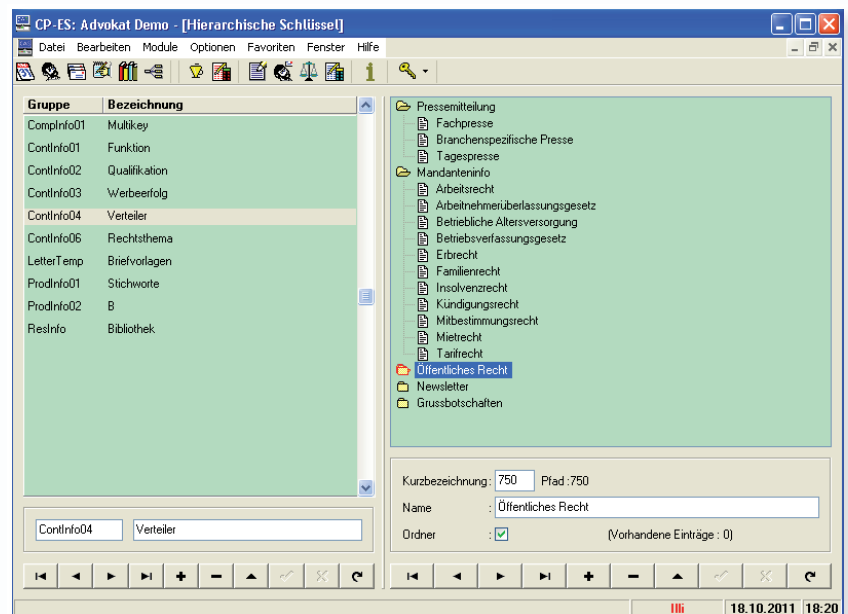 CP-ES: Advokat Demo - [Hierarchische Schlüssel]
Datei Bearbeiten Module Optionen Favoriten Fenster Hilfe
Gruppe Bezeichnung
CompInfo01 Multikey
ContInfo01 Funktion
ContInfo02 Qualifikation
ContInfo03 Werbeerfolg
ContInfo04 Verteiler
ContInfo06 Rechtsthema
LetterTemp Briefvorlagen
ProdInfo01 Stichworte
ProdInfo02 B
ResInfo Bibliothek
ContInfo04 Verteiler
Pressemitteilung
Fachpresse
Branchenspezifische Presse
Tagespresse
Mandanteninfo
Arbeitsrecht
Arbeitnehmerüberlassungsgesetz
Betriebliche Altersversorgung
Betriebsverfassungsgesetz
Erbrecht
Familienrecht
Insolvenzrecht
Kündigungsrecht
Mitbestimmungsrecht
Mietrecht
Tarifrecht
Öffentliches Recht
Newsletter
Grussbotschaften
Kurzbezeichnung: 750 Pfad :750
Name : Öffentliches Recht
Ordner : (Vorhandene Einträge : 0)
Illi 18.10.2011 18:20